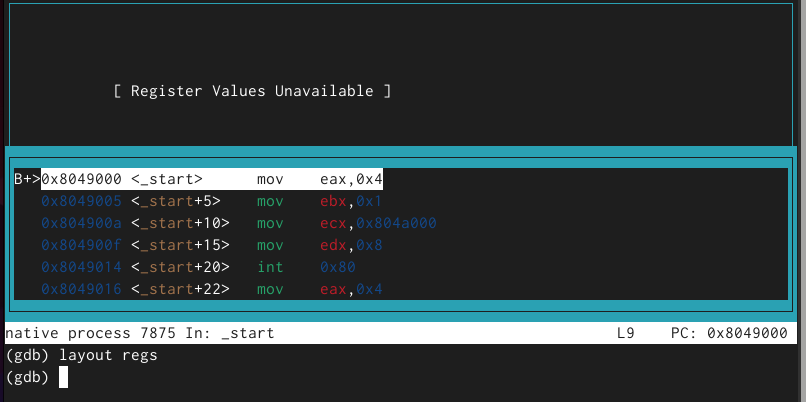 [ Register Values Unavailable ]
B+>0x8049000 <_start>      mov    eax,0x4
0x8049005 <_start+5>    mov    ebx,0x1
0x804900a <_start+10>   mov    ecx,0x804a000
0x804900f <_start+15>   mov    edx,0x8
0x8049014 <_start+20>   int    0x80
0x8049016 <_start+22>   mov    eax,0x4
native process 7875 In: _start                                      L9    PC: 0x8049000
(gdb) layout regs
(gdb)